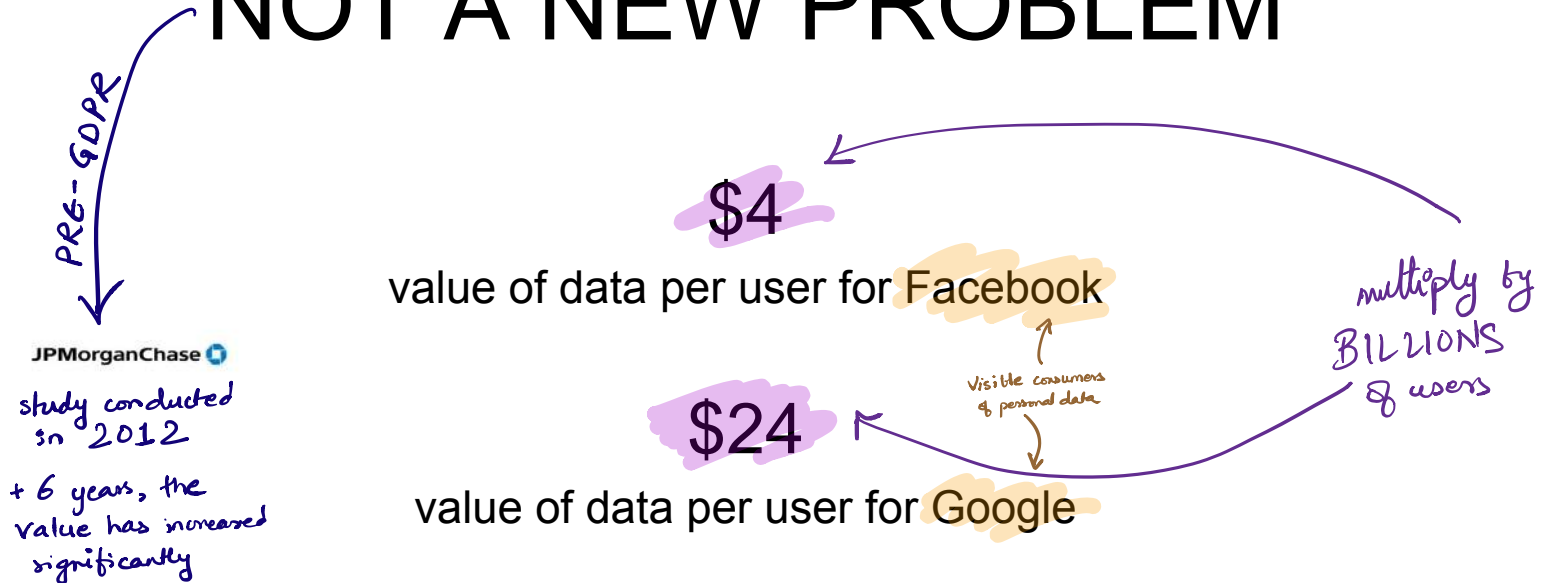 NOT A NEW PROBLEM
PRE-GDPR
$4
value of data per user for Facebook
multiply by
BILLIONS
of users
JPMorganChase
Visible consumers
of personal data
study conducted
in 2012
$24
+ 6 years, the
value has increased
significantly
value of data per user for Google